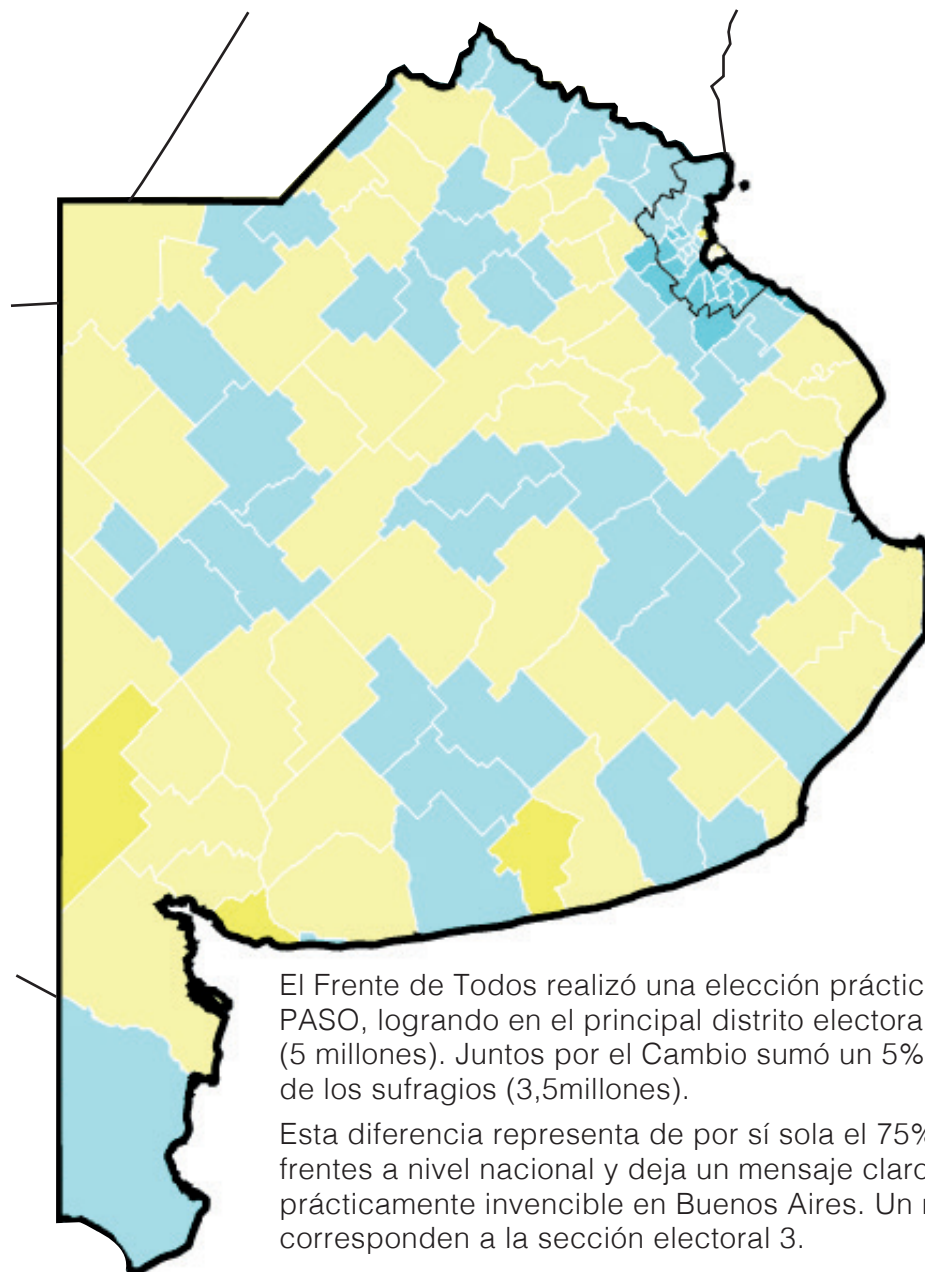 El Frente de Todos realizó una elección práctic
PASO, logrando en el principal distrito electora
(5 millones). Juntos por el Cambio sumó un 5%
de los sufragios (3,5millones).
Esta diferencia representa de por sí sola el 75%
frentes a nivel nacional y deja un mensaje claro
prácticamente invencible en Buenos Aires. Un
corresponden a la sección electoral 3.